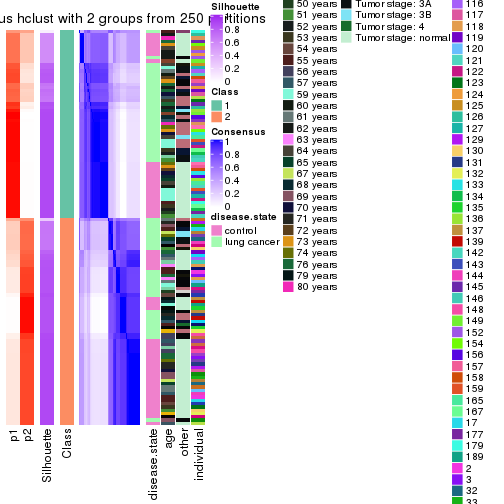 us hclust with 2 groups from 250 partitions
Silhouette
1
0.8
0.6
0.4
0.2
0
Class
1
2
Consensus
1
0.8
0.6
0.4
0.2
0
disease.state
control
lung cancer
p1
p2
Silhouette
Class
disease.state
age
other
individual
50 years
51 years
52 years
53 years
54 years
55 years
56 years
57 years
59 years
60 years
61 years
62 years
63 years
64 years
65 years
67 years
68 years
69 years
70 years
71 years
72 years
73 years
74 years
76 years
79 years
80 years
Tumor stage: 3A
Tumor stage: 3B
Tumor stage: 4
Tumor stage: normal
116
117
118
119
120
121
122
123
124
125
126
127
129
130
131
132
133
134
135
136
137
139
142
143
144
145
146
148
149
152
154
156
157
158
159
165
167
17
177
179
189
2
3
32
33